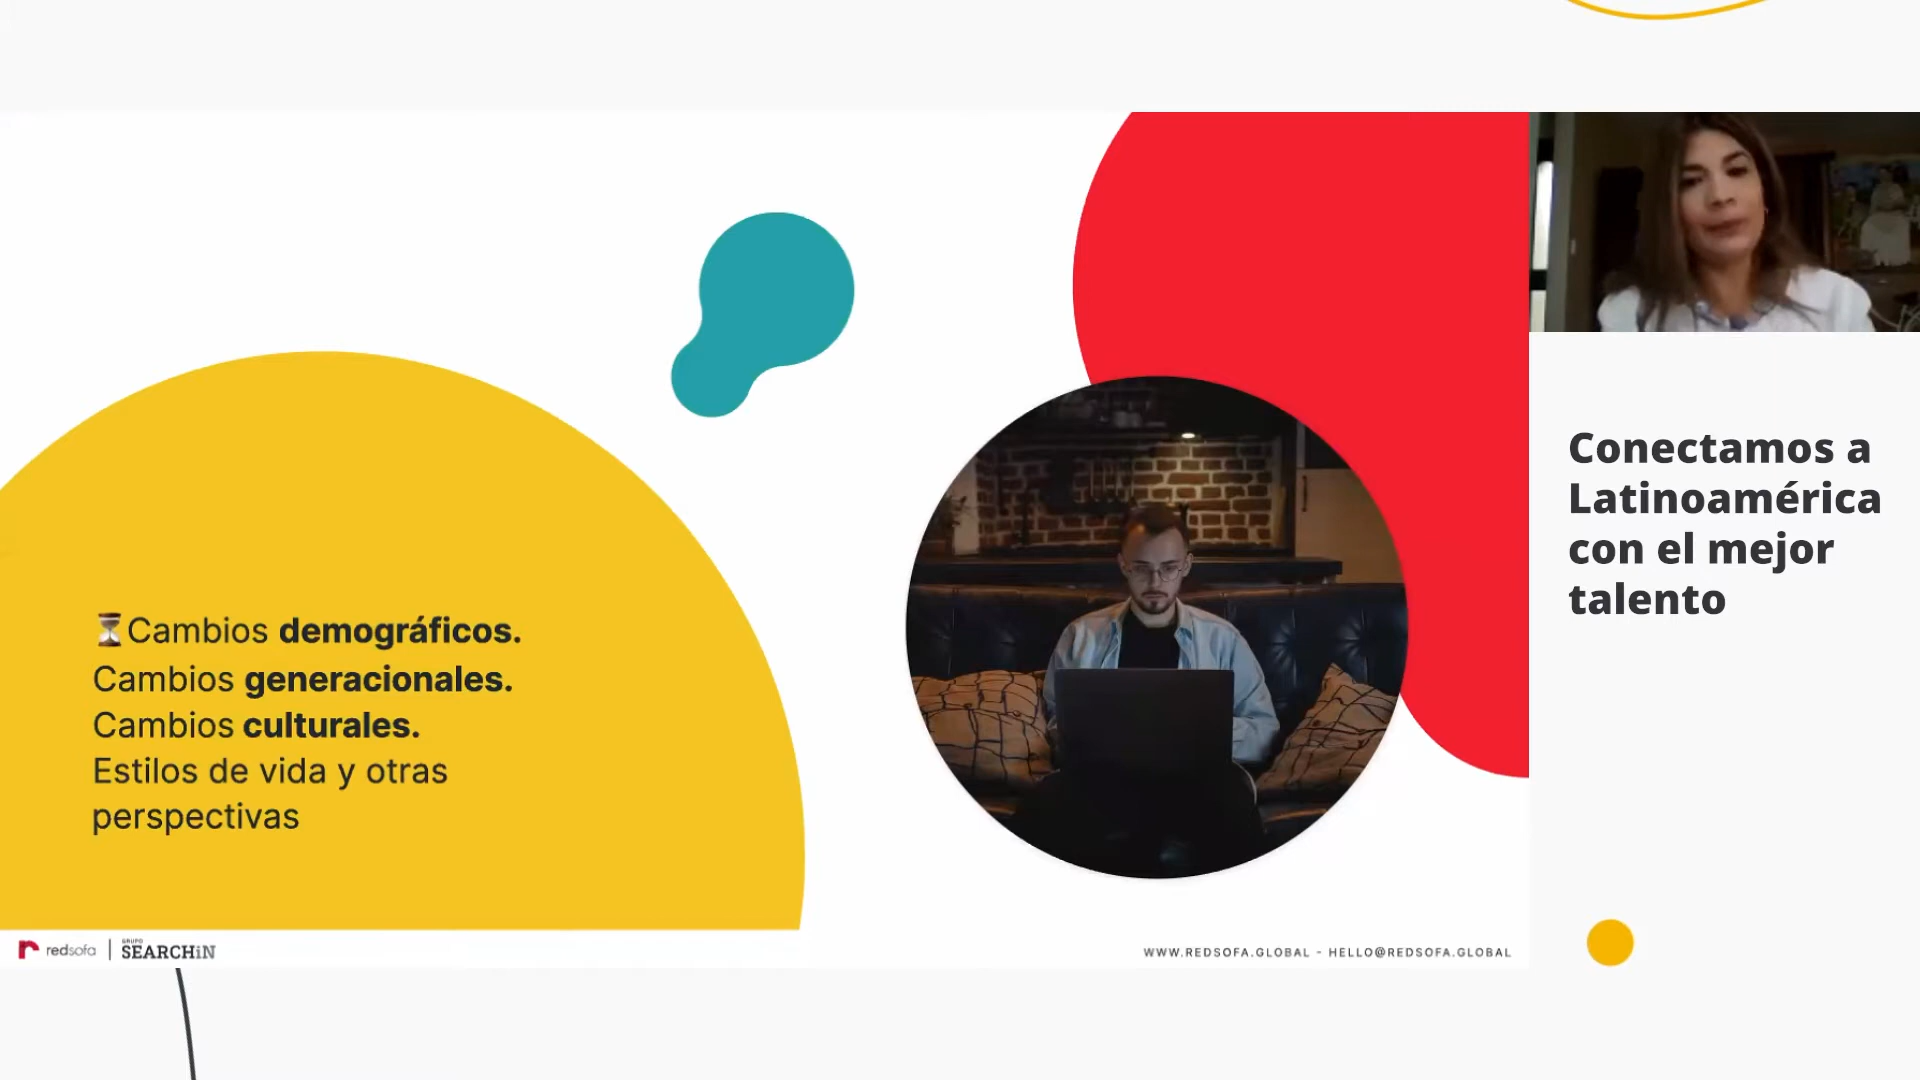 ⏳Cambios demográficos.
Cambios generacionales.
Cambios culturales.
Estilos de vida y otras
perspectivas
redsofa | GRUPO SEARCHiN
WWW.REDSOFA.GLOBAL - HELLO@REDSOFA.GLOBAL
Conectamos a
Latinoamérica
con el mejor
talento